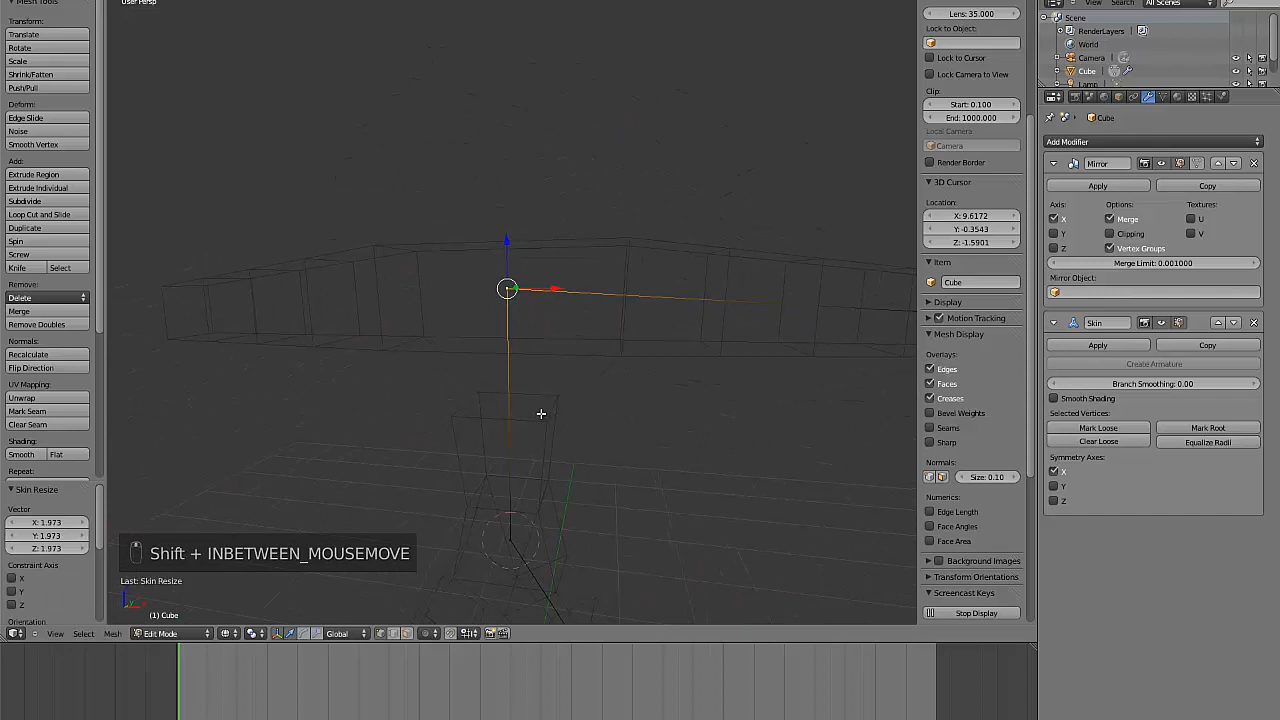 Mesh Tools
Transform:
Translate
Rotate
Scale
Shrink/Fatten
Push/Pull
Deform:
Edge Slide
Noise
Smooth Vertex
Add:
Extrude Region
Extrude Individual
Subdivide
Loop Cut and Slide
Duplicate
Spin
Screw
Knife Select
Remove:
Delete
Merge
Remove Doubles
Normals:
Recalculate
Flip Direction
UV Mapping:
Unwrap
Mark Seam
Clear Seam
Shading:
Smooth Flat
Repeat:
Skin Resize
Vector
X: 1.973
Y: 1.973
Z: 1.973
Constraint Axis
X
Y
Z
Orientation
User Persp
Shift + INBETWEEN_MOUSEMOVE
Last: Skin Resize
(1) Cube
View Select Mesh Edit Mode Global
Lens: 35.000
Lock to Object:
Lock to Cursor
Lock Camera to View
Clip:
Start: 0.100
End: 1000.000
Local Camera
Camera
Render Border
3D Cursor
Location:
X: 9.6172
Y: -0.3543
Z: -1.5901
Item
Cube
Display
Motion Tracking
Mesh Display
Overlays:
Edges
Faces
Creases
Bevel Weights
Seams
Sharp
Normals:
Size: 0.10
Numerics:
Edge Length
Face Angles
Face Area
Background Images
Transform Orientations
Screencast Keys
Stop Display
View Search All Scenes
Scene
RenderLayers
World
Camera
Cube
Lamp
Cube
Add Modifier
Mirror
Apply Copy
Axis: Options: Textures:
X Merge U
Y Clipping V
Z Vertex Groups
Merge Limit: 0.001000
Mirror Object:
Skin
Apply Copy
Create Armature
Branch Smoothing: 0.00
Smooth Shading
Selected Vertices:
Mark Loose Mark Root
Clear Loose Equalize Radii
Symmetry Axes:
X
Y
Z